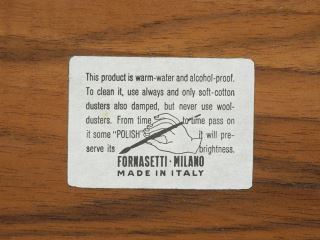 This product is warm-water and alcohol-proof.
To clean it, use always and only soft-cotton
dusters also damped, but never use wool-
dusters. From time to time pass on
it some "POLISH" it will pre-
serve its brightness.
FORNASETTI · MILANO
MADE IN ITALY